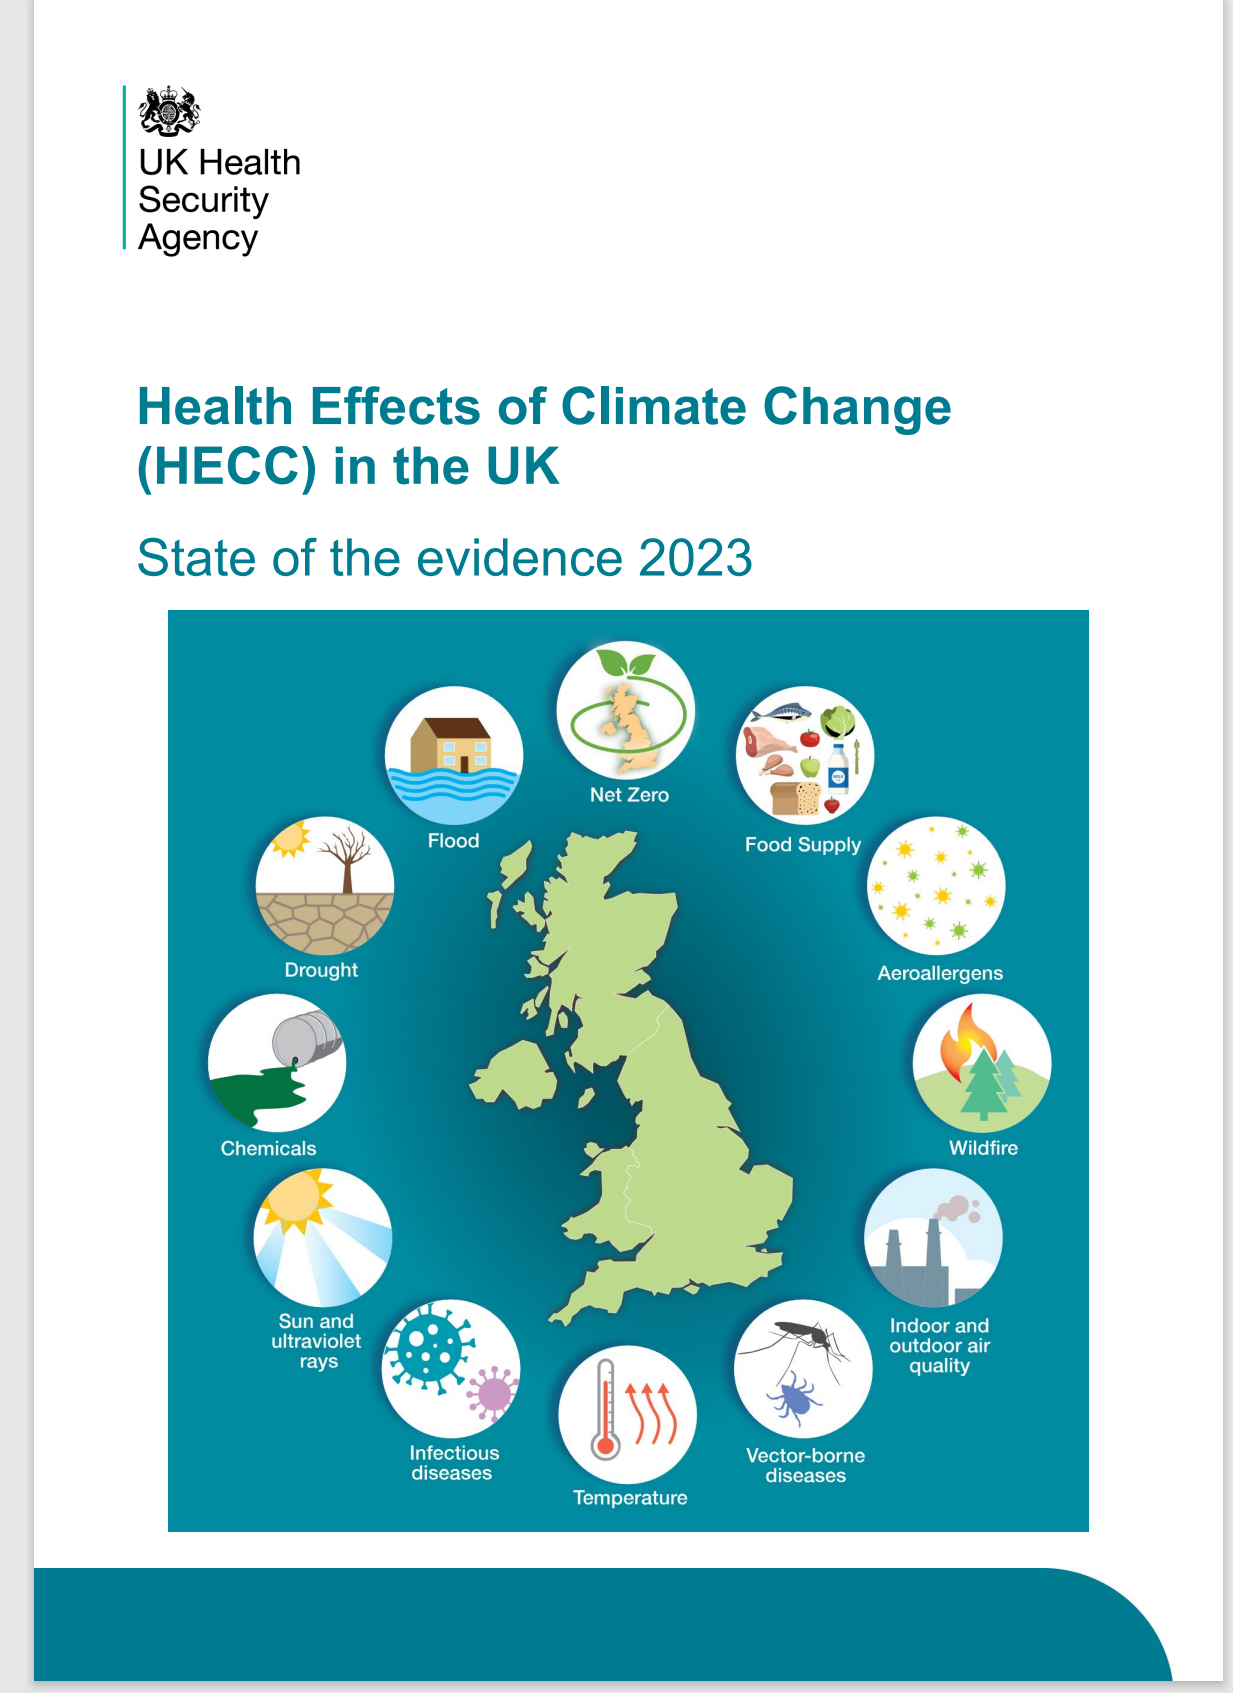 UK Health
Security
Agency
Health Effects of Climate Change
(HECC) in the UK
State of the evidence 2023
Net Zero
Flood
Food Supply
Drought
Aeroallergens
Chemicals
Wildfire
Sun and
ultraviolet
rays
Indoor and
outdoor air
quality
Infectious
diseases
Vector-borne
diseases
Temperature